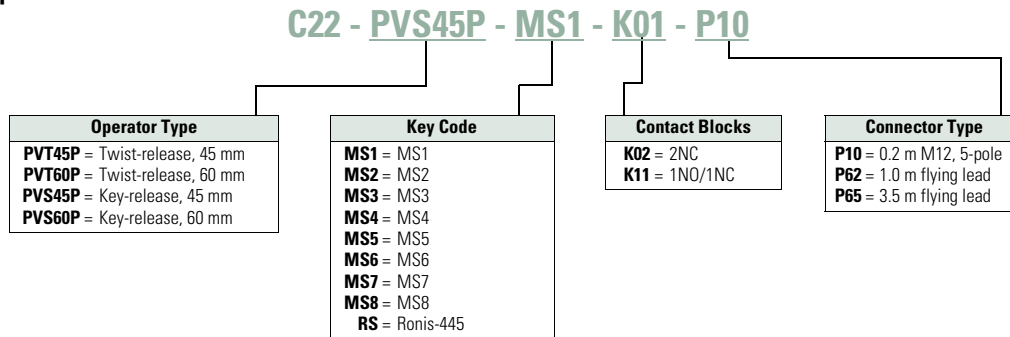 C22 - PVS45P - MS1 - K01 - P10
Operator Type
PVT45P = Twist-release, 45 mm
PVT60P = Twist-release, 60 mm
PVS45P = Key-release, 45 mm
PVS60P = Key-release, 60 mm
Key Code
MS1 = MS1
MS2 = MS2
MS3 = MS3
MS4 = MS4
MS5 = MS5
MS6 = MS6
MS7 = MS7
MS8 = MS8
RS = Ronis-445
Contact Blocks
K02 = 2NC
K11 = 1NO/1NC
Connector Type
P10 = 0.2 m M12, 5-pole
P62 = 1.0 m flying lead
P65 = 3.5 m flying lead